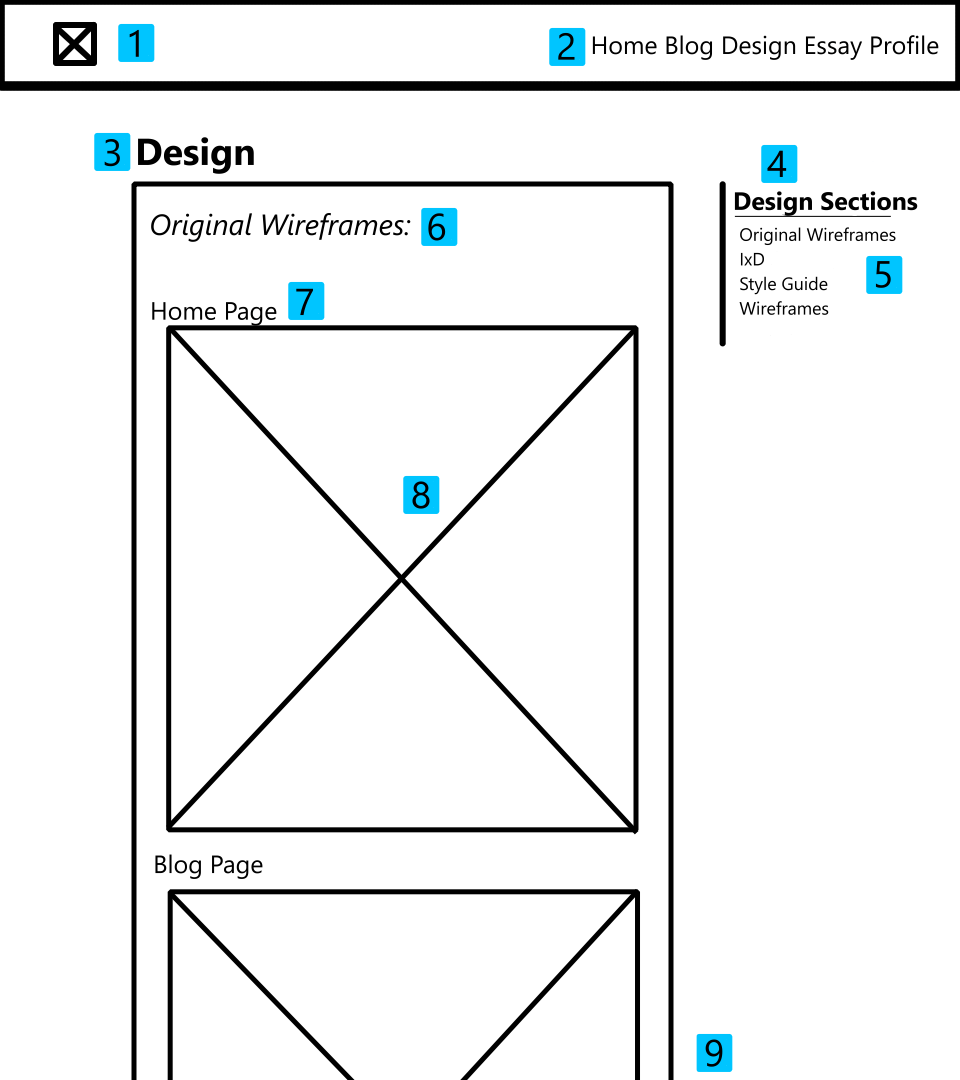 1
2 Home Blog Design Essay Profile
3 Design
4
Design Sections
Original Wireframes
IxD
Style Guide
Wireframes
5
Original Wireframes: 6
Home Page 7
8
Blog Page
9